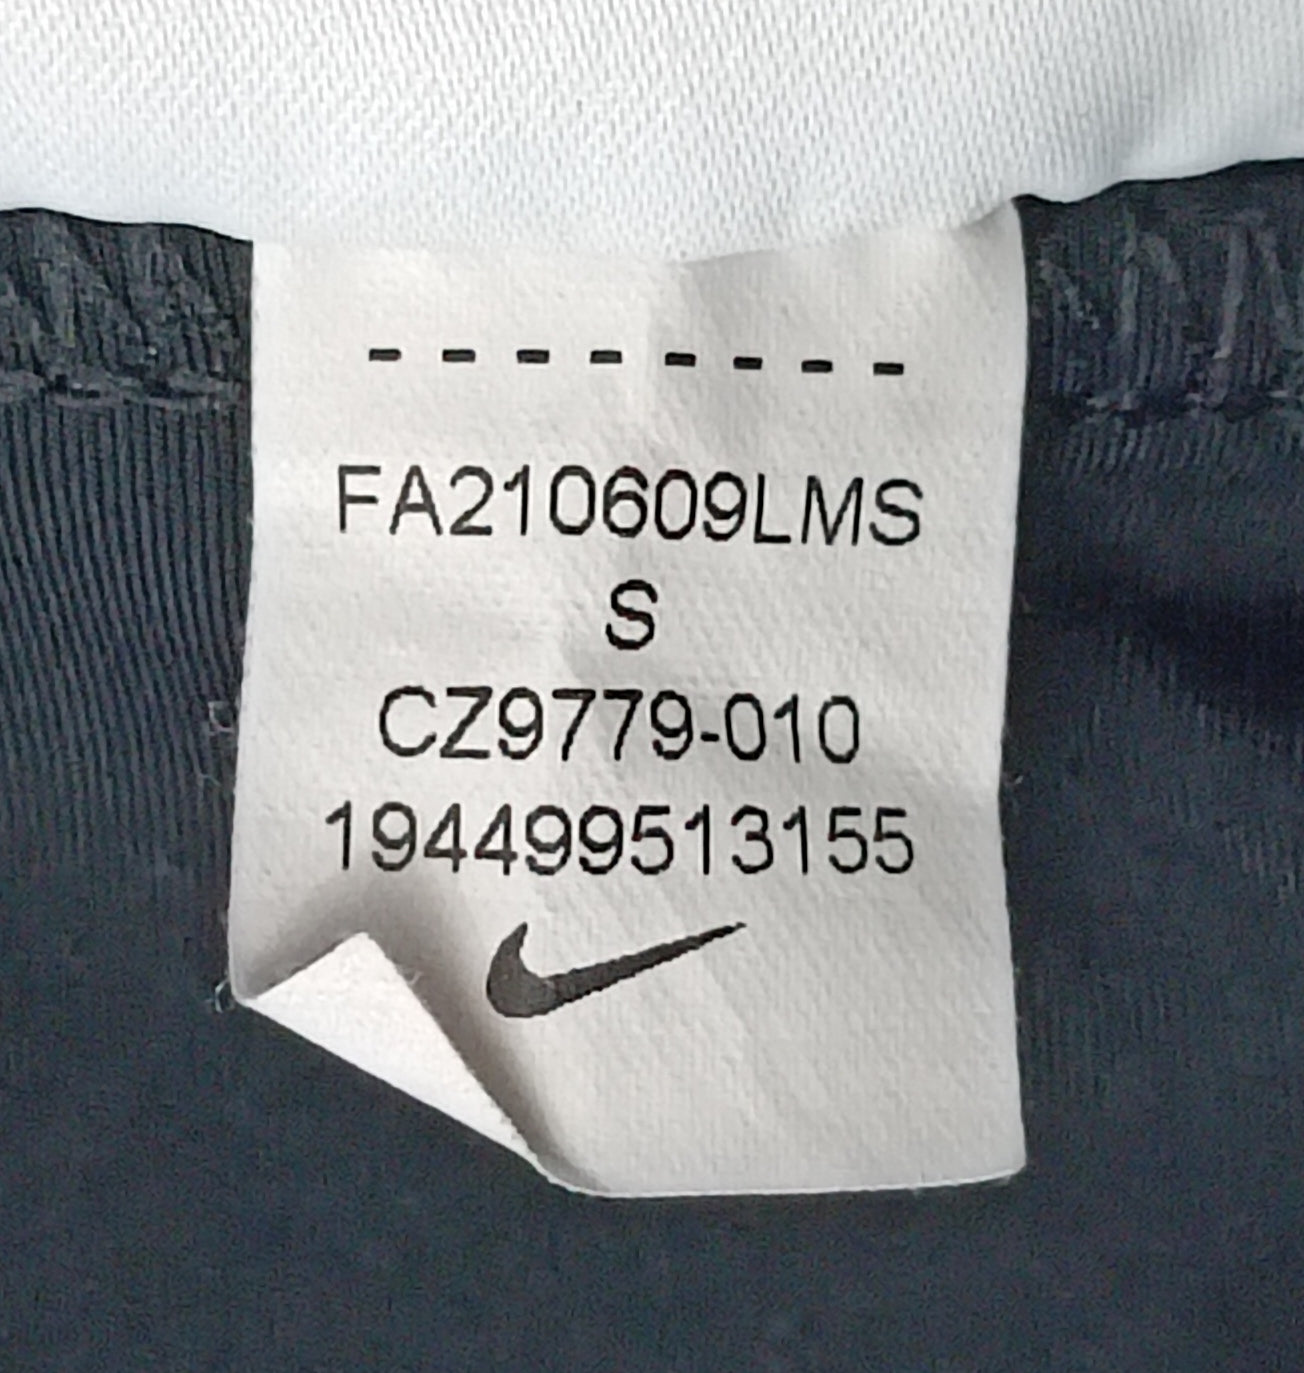 --------
FA210609LMS
S
CZ9779-010
194499513155